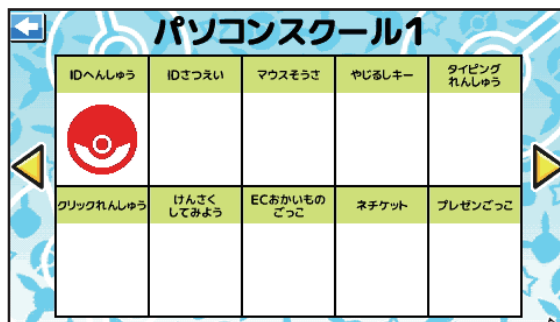 パソコンスクール1
IDへんしゅう
IDさつえい
マウスそうさ
やじるしキー
タイピング
れんしゅう
クリックれんしゅう
けんさく
してみよう
ECおかいもの
ごっこ
ネチケット
プレゼンごっこ